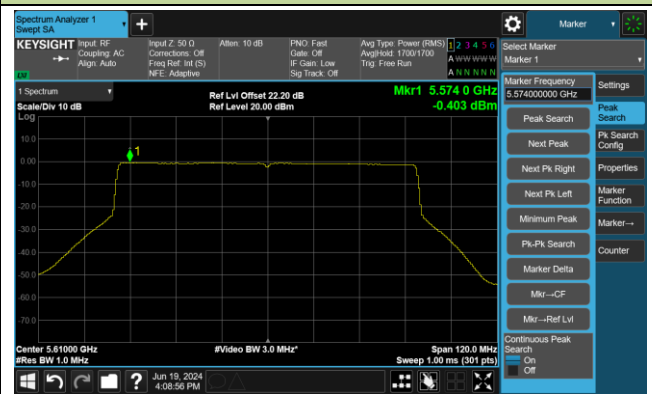 Spectrum Analyzer 1
Swept SA
+
Marker
KEYSIGHT
Input: RF
Coupling: AC
Align: Auto
Input Z: 50 Ω
Corrections: Off
Freq Ref: Int (S)
NFE: Adaptive
Atten: 10 dB
PNO: Fast
Gate: Off
IF Gain: Low
Sig Track: Off
Avg Type: Power (RMS)
Avg|Hold: 1700/1700
Trig: Free Run
1 2 3 4 5 6
A W W W W W
A N N N N N
LXI
Select Marker
Marker 1
1 Spectrum
Scale/Div 10 dB
Log
Ref Lvl Offset 22.20 dB
Ref Level 20.00 dBm
Mkr1 5.574 0 GHz
-0.403 dBm
10.0
0.00
-10.0
-20.0
-30.0
-40.0
-50.0
-60.0
-70.0
1
Center 5.61000 GHz
#Res BW 1.0 MHz
#Video BW 3.0 MHz*
Span 120.0 MHz
Sweep 1.00 ms (301 pts)
Marker Frequency
5.574000000 GHz
Peak Search
Next Peak
Next Pk Right
Next Pk Left
Minimum Peak
Pk-Pk Search
Marker Delta
Mkr→CF
Mkr→Ref Lvl
Continuous Peak
Search
On
Off
Settings
Peak
Search
Pk Search
Config
Properties
Marker
Function
Marker→
Counter
?
Jun 19, 2024
4:08:56 PM